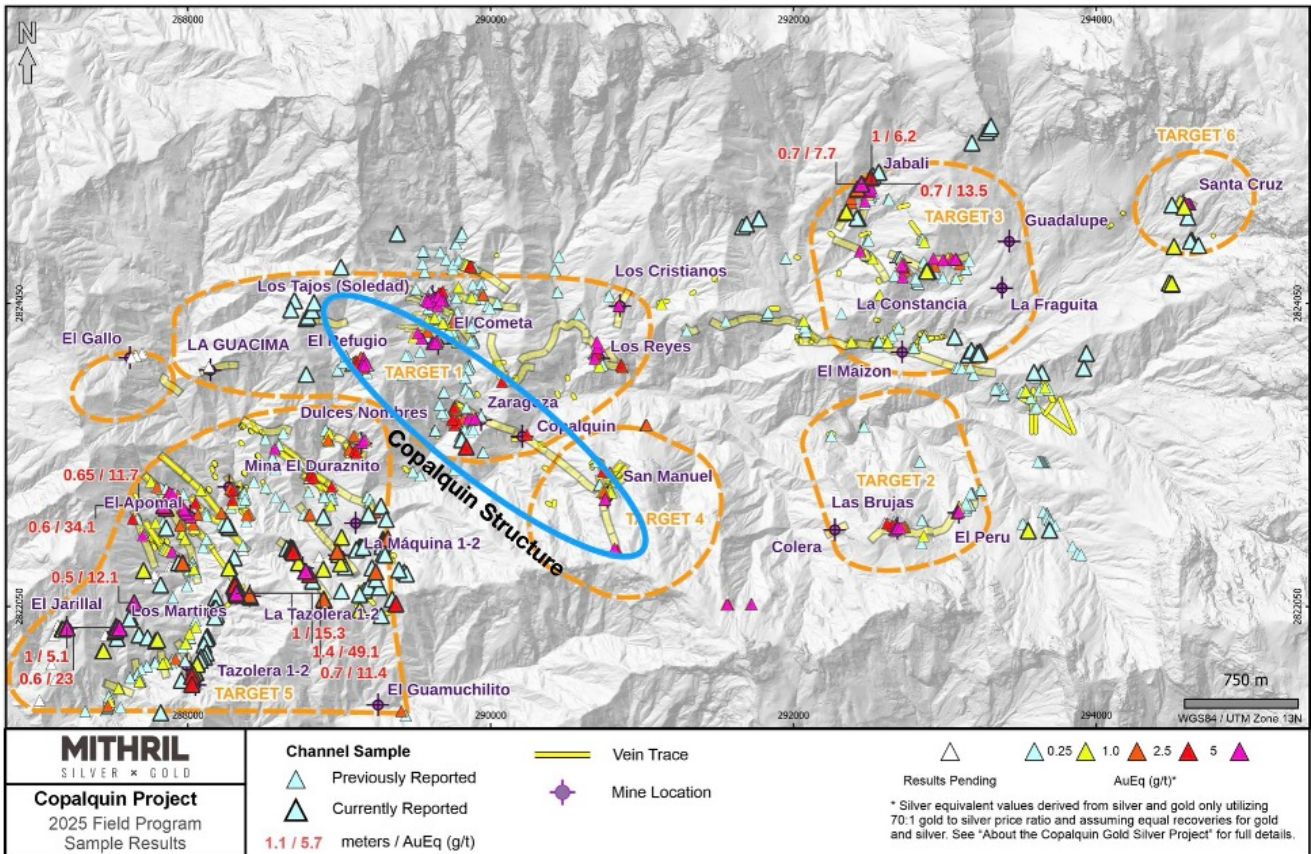 288000
290000
292000
294000
N
1 / 6.2
TARGET 6
0.7 / 7.7
Jabali
Santa Cruz
0.7 / 13.5
TARGET 3
Guadalupe
Los Cristianos
Los Tajos (Soledad)
2824050
2824050
El Cometa
La Constancia
La Fraguita
El Gallo
LA GUACIMA
El Refugio
Los Reyes
TARGET 1
El Maizon
Dulces Nombres
Zaragoza
Copalquin
Copalquin Structure
Mina El Duraznito
0.65 / 11.7
San Manuel
TARGET 2
El Apomal
Las Brujas
0.6 / 34.1
TARGET 4
Colera
El Peru
La Máquina 1-2
0.5 / 12.1
El Jarillal
Los Martires
La Tazolera 1-2
2822050
2822050
1 / 15.3
1.4 / 49.1
0.7 / 11.4
1 / 5.1
0.6 / 23
Tazolera 1-2
TARGET 5
El Guamuchilito
750 m
WGS84 / UTM Zone 13N
288000
290000
292000
294000
MITHRIL
SILVER × GOLD
Copalquin Project
2025 Field Program
Sample Results
Channel Sample
Previously Reported
Currently Reported
1.1 / 5.7 meters / AuEq (g/t)
Vein Trace
Mine Location
0.25 1.0 2.5 5
Results Pending AuEq (g/t)*
* Silver equivalent values derived from silver and gold only utilizing
70:1 gold to silver price ratio and assuming equal recoveries for gold
and silver. See "About the Copalquin Gold Silver Project" for full details.